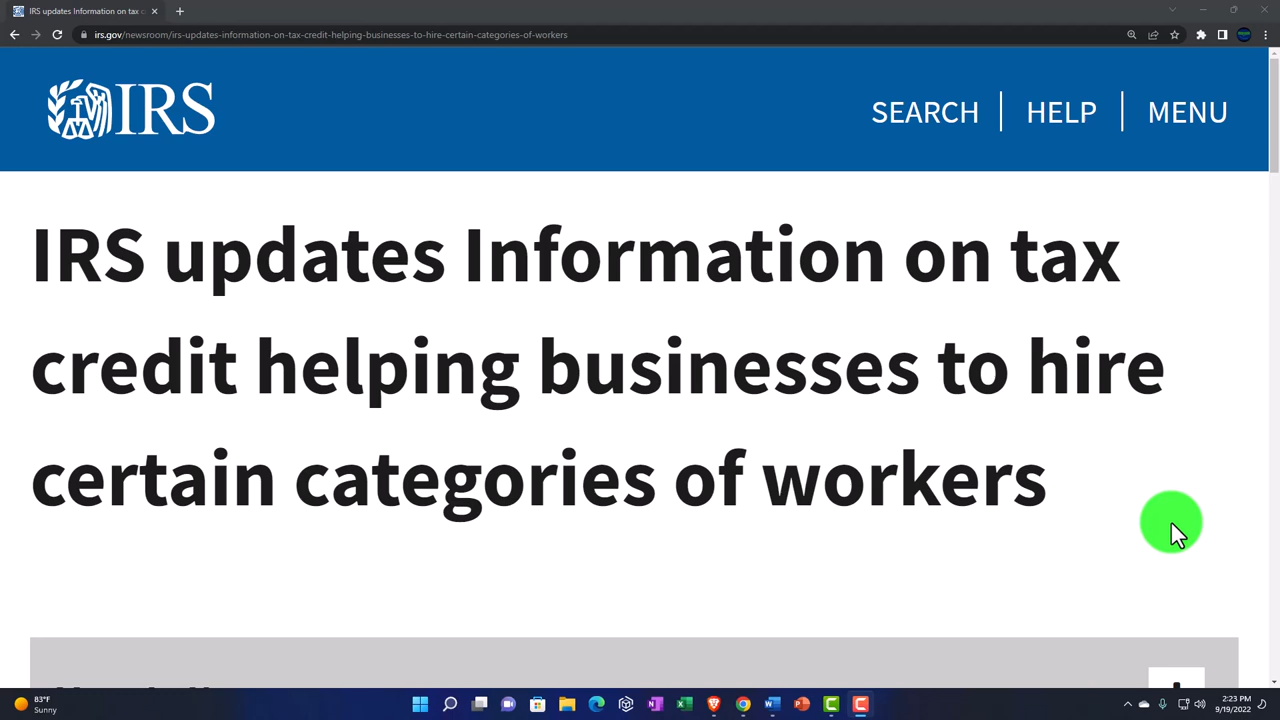 IRS updates Information on tax c
irs.gov/newsroom/irs-updates-information-on-tax-credit-helping-businesses-to-hire-certain-categories-of-workers
IRS
SEARCH
HELP
MENU
IRS updates Information on tax
credit helping businesses to hire
certain categories of workers
83°F
Sunny
2:23 PM
9/19/2022